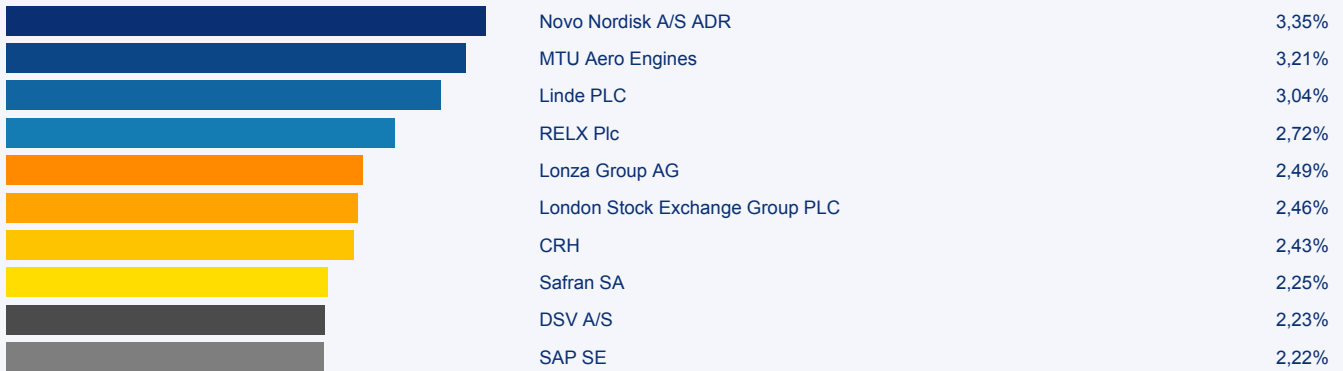 Novo Nordisk A/S ADR 3,35%
MTU Aero Engines 3,21%
Linde PLC 3,04%
RELX Plc 2,72%
Lonza Group AG 2,49%
London Stock Exchange Group PLC 2,46%
CRH 2,43%
Safran SA 2,25%
DSV A/S 2,23%
SAP SE 2,22%